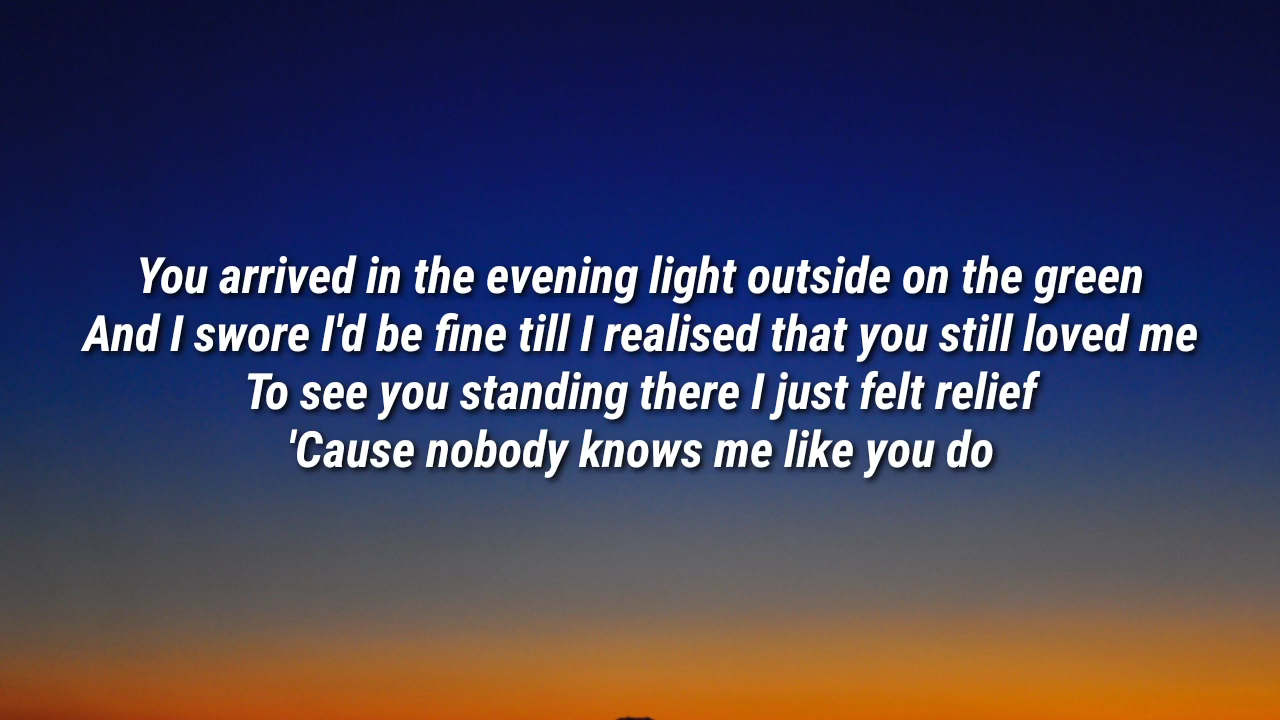 You arrived in the evening light outside on the green
And I swore I'd be fine till I realised that you still loved me
To see you standing there I just felt relief
'Cause nobody knows me like you do